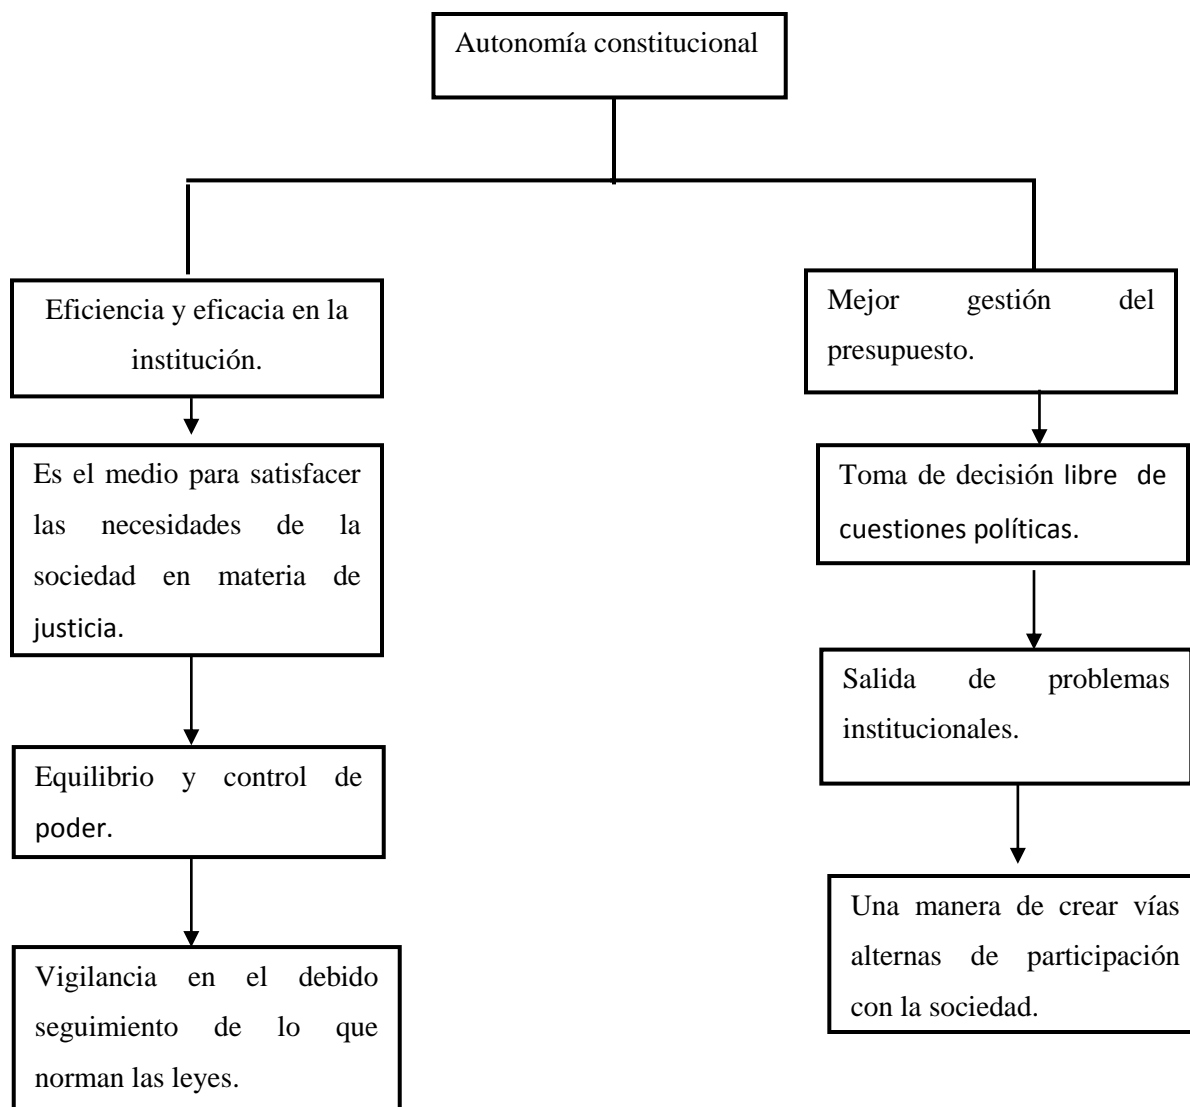 Autonomía constitucional
Eficiencia y eficacia en la
institución.
Es el medio para satisfacer
las necesidades de la
sociedad en materia de
justicia.
Equilibrio y control de
poder.
Vigilancia en el debido
seguimiento de lo que
norman las leyes.
Mejor gestión del
presupuesto.
Toma de decisión libre de
cuestiones políticas.
Salida de problemas
institucionales.
Una manera de crear vías
alternas de participación
con la sociedad.